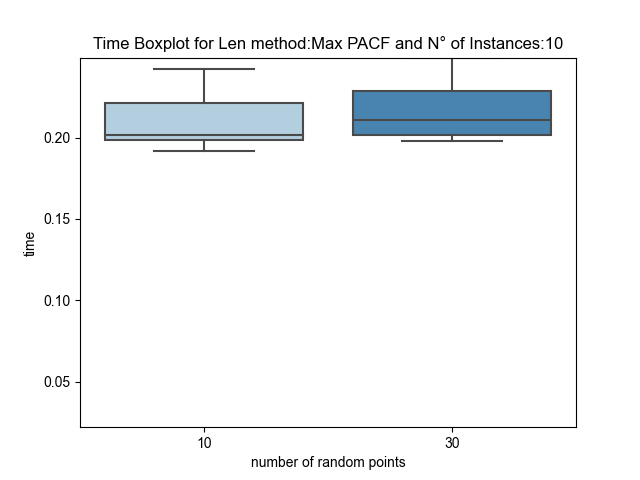 Time Boxplot for Len method:Max PACF and N° of Instances:10
0.20
0.15
0.10
0.05
time
10 30
number of random points